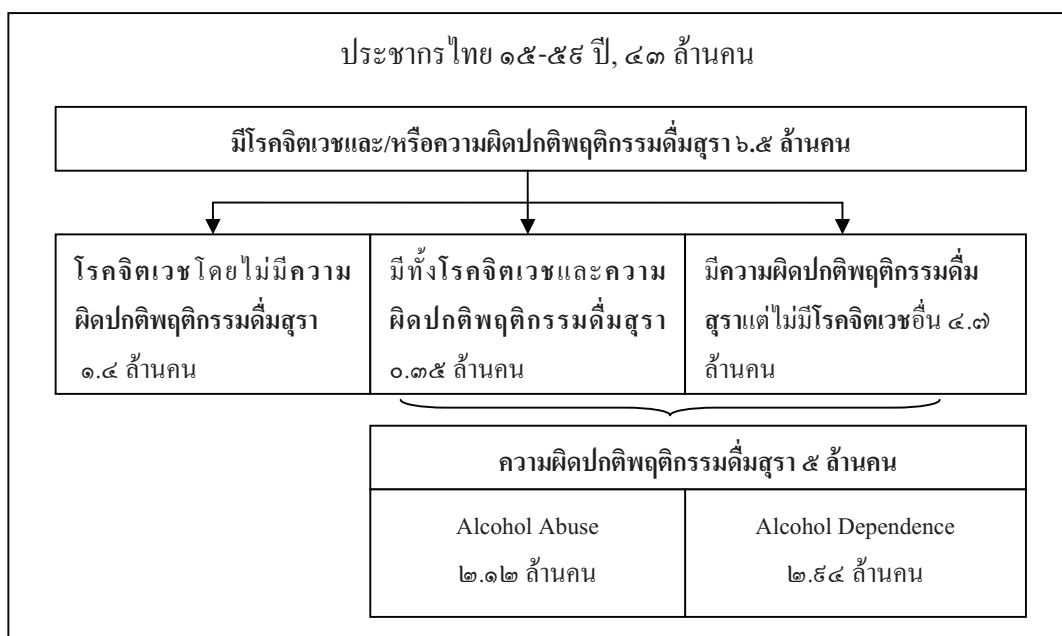 ประชากรไทย ๑๕-๕๙ ปี, ๔๓ ล้านคน
มีโรคจิตเวชและ/หรือความผิดปกติพฤติกรรมดื่มสุรา ๖.๕ ล้านคน
โรคจิตเวชโดยไม่มีความ
ผิดปกติพฤติกรรมดื่มสุรา
๑.๔ ล้านคน
มีทั้งโรคจิตเวชและความ
ผิดปกติพฤติกรรมดื่มสุรา
๐.๓๕ ล้านคน
มีความผิดปกติพฤติกรรมดื่ม
สุราแต่ไม่มีโรคจิตเวชอื่น ๔.๗
ล้านคน
ความผิดปกติพฤติกรรมดื่มสุรา ๕ ล้านคน
Alcohol Abuse
๒.๑๒ ล้านคน
Alcohol Dependence
๒.๙๔ ล้านคน